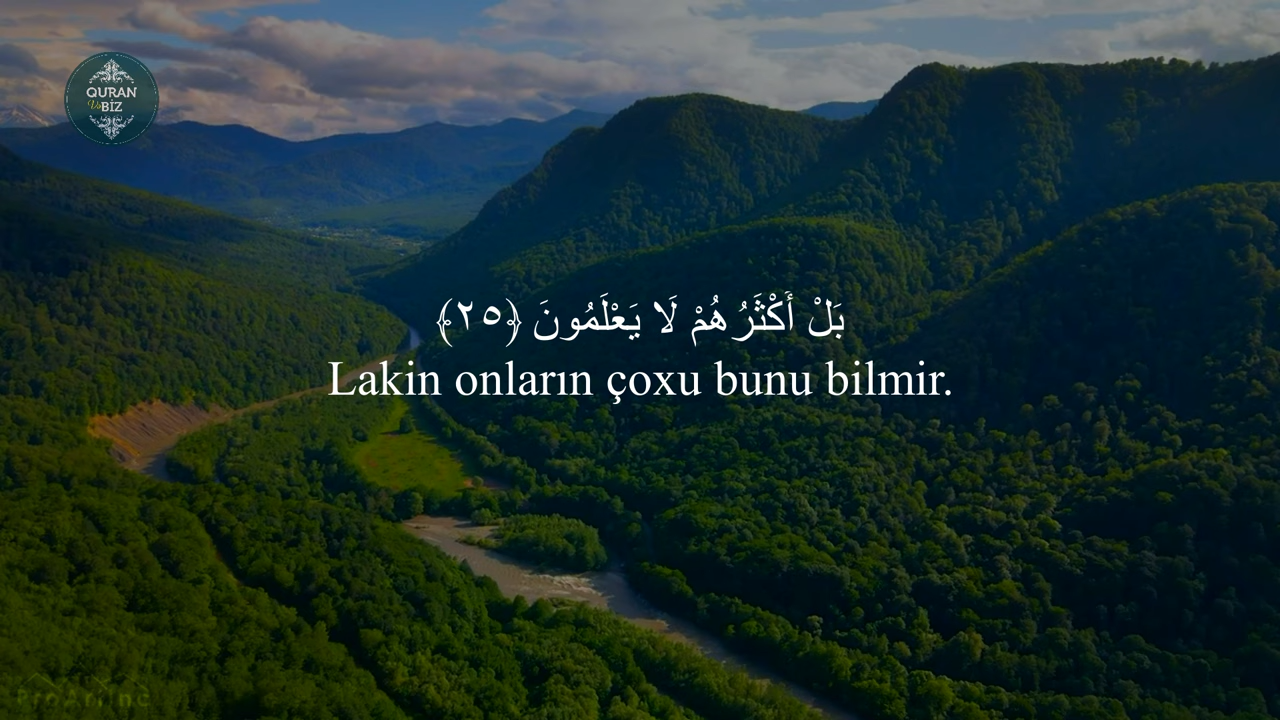 QURAN
Və BİZ
بَلْ أَكْثَرُهُمْ لَا يَعْلَمُونَ ﴿٢٥﴾
Lakin onların çoxu bunu bilmir.